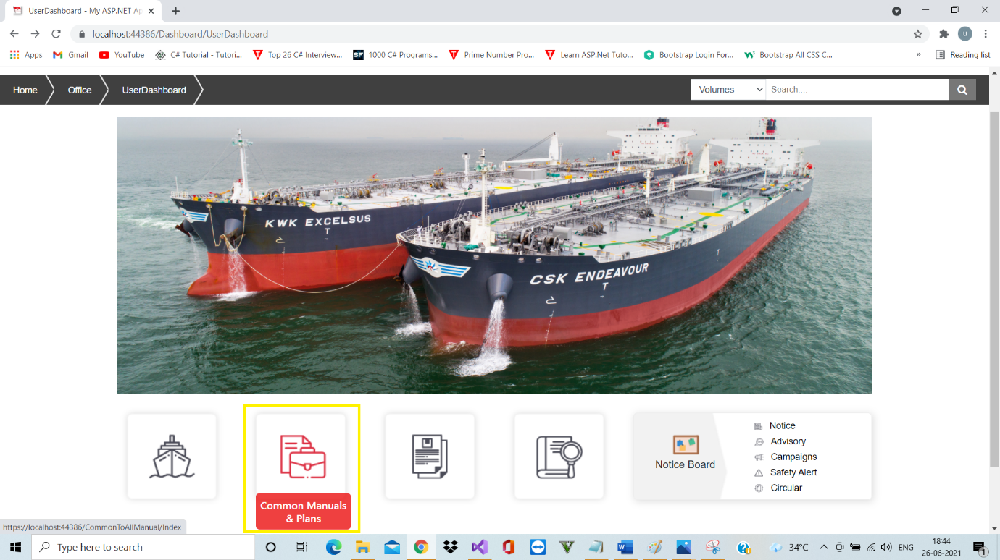 UserDashboard - My ASP.NET Ap
localhost:44386/Dashboard/UserDashboard
U
Apps
Gmail
YouTube
C# Tutorial - Tutori...
Top 26 C# Interview...
SF
1000 C# Programs...
Prime Number Pro...
Learn ASP.Net Tuto...
Bootstrap Login For...
Bootstrap All CSS C...
»
Reading list
Home
Office
UserDashboard
Volumes
Search....
KWK EXCELSUS
T
CSK ENDEAVOUR
T
Notice Board
Notice
Advisory
Campaigns
Safety Alert
Circular
Common Manuals
& Plans
https://localhost:44386/CommonToAllManual/Index
Type here to search
34°C
ENG
18:44
26-06-2021
1